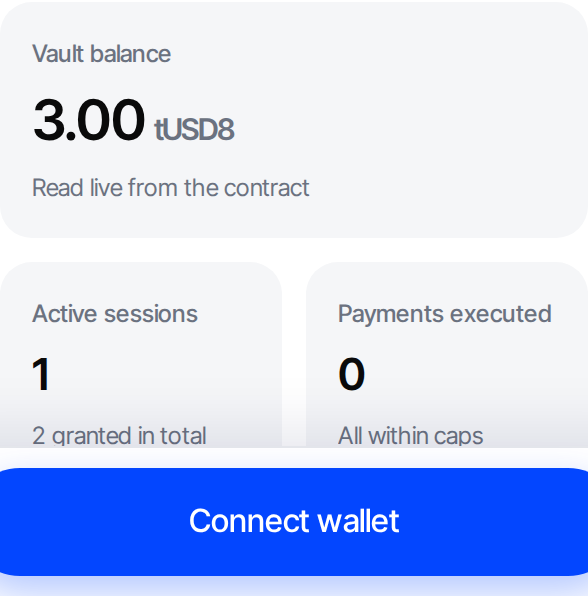 Vault balance
3.00 tUSD8
Read live from the contract
Active sessions
1
2 granted in total
Payments executed
0
All within caps
Connect wallet